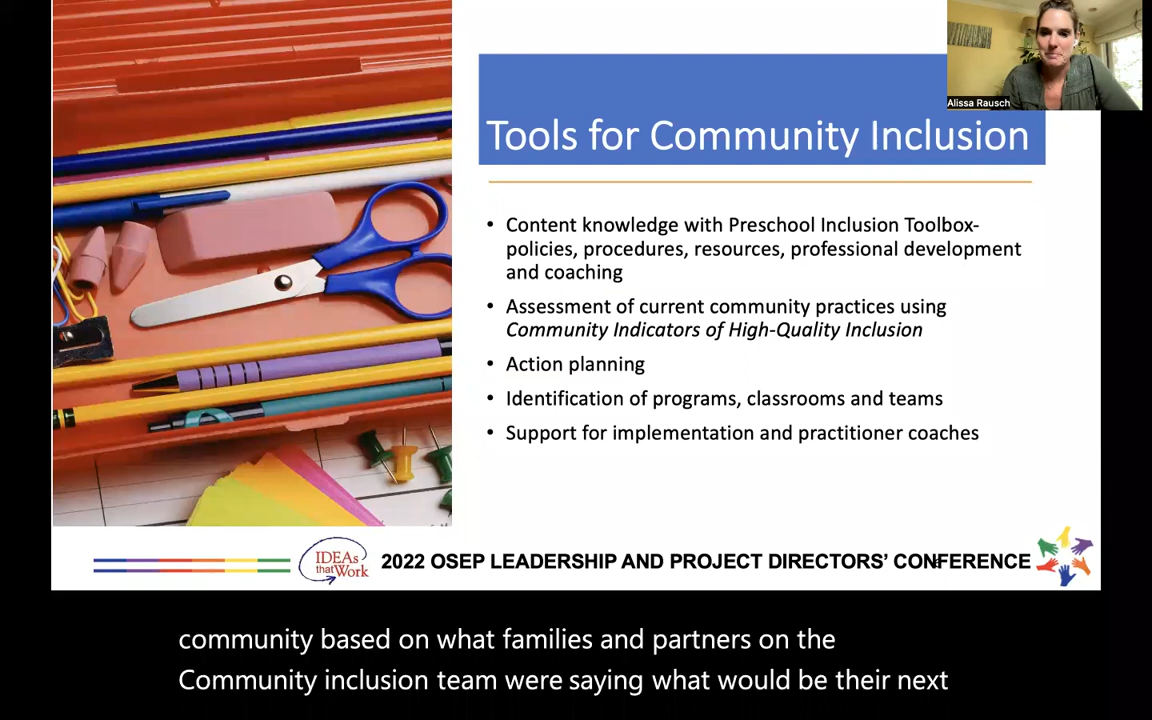 Alissa Rausch
Tools for Community Inclusion
• Content knowledge with Preschool Inclusion Toolbox-
policies, procedures, resources, professional development
and coaching
• Assessment of current community practices using
Community Indicators of High-Quality Inclusion
• Action planning
• Identification of programs, classrooms and teams
• Support for implementation and practitioner coaches
IDEAs
that Work
2022 OSEP LEADERSHIP AND PROJECT DIRECTORS' CONFERENCE
community based on what families and partners on the
Community inclusion team were saying what would be their next